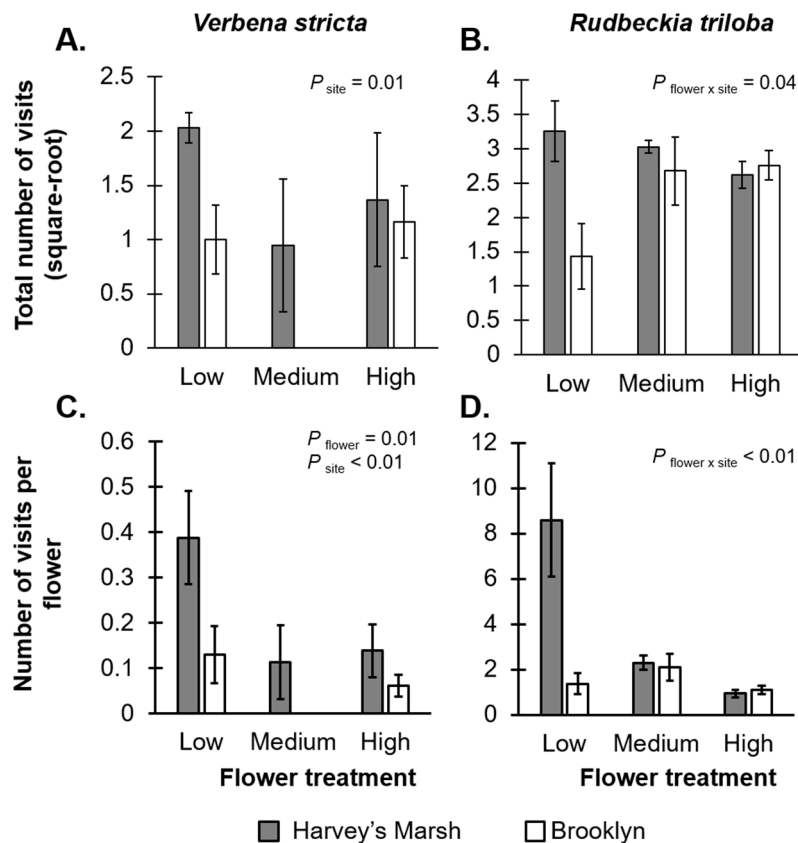 A.
Verbena stricta
B.
Rudbeckia triloba
Total number of visits
(square-root)
2.5
2
1.5
1
0.5
0
P site = 0.01
Low
Medium
High
4
3.5
3
2.5
2
1.5
1
0.5
0
P flower x site = 0.04
Low
Medium
High
C.
D.
Number of visits per
flower
0.6
0.5
0.4
0.3
0.2
0.1
0
P flower = 0.01
P site < 0.01
Low
Medium
High
Flower treatment
12
10
8
6
4
2
0
P flower x site < 0.01
Low
Medium
High
Flower treatment
Harvey's Marsh
Brooklyn